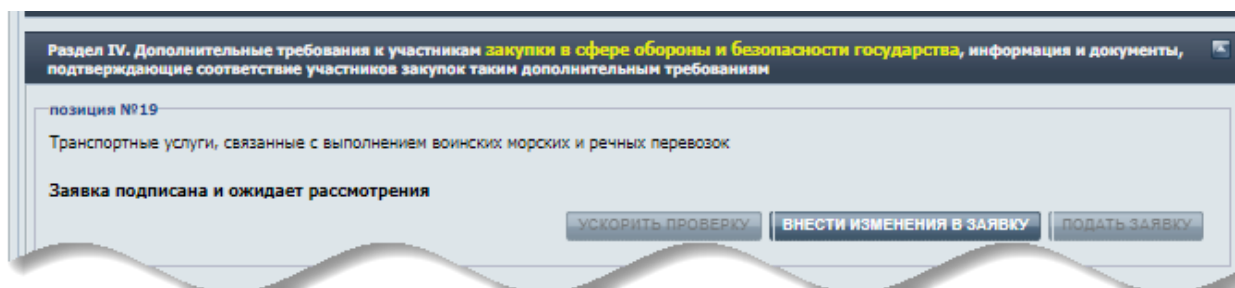 Раздел IV. Дополнительные требования к участникам закупки в сфере обороны и безопасности государства, информация и документы,
подтверждающие соответствие участников закупок таким дополнительным требованиям
позиция №19
Транспортные услуги, связанные с выполнением воинских морских и речных перевозок
Заявка подписана и ожидает рассмотрения
УСКОРИТЬ ПРОВЕРКУ ВНЕСТИ ИЗМЕНЕНИЯ В ЗАЯВКУ ПОДАТЬ ЗАЯВКУ